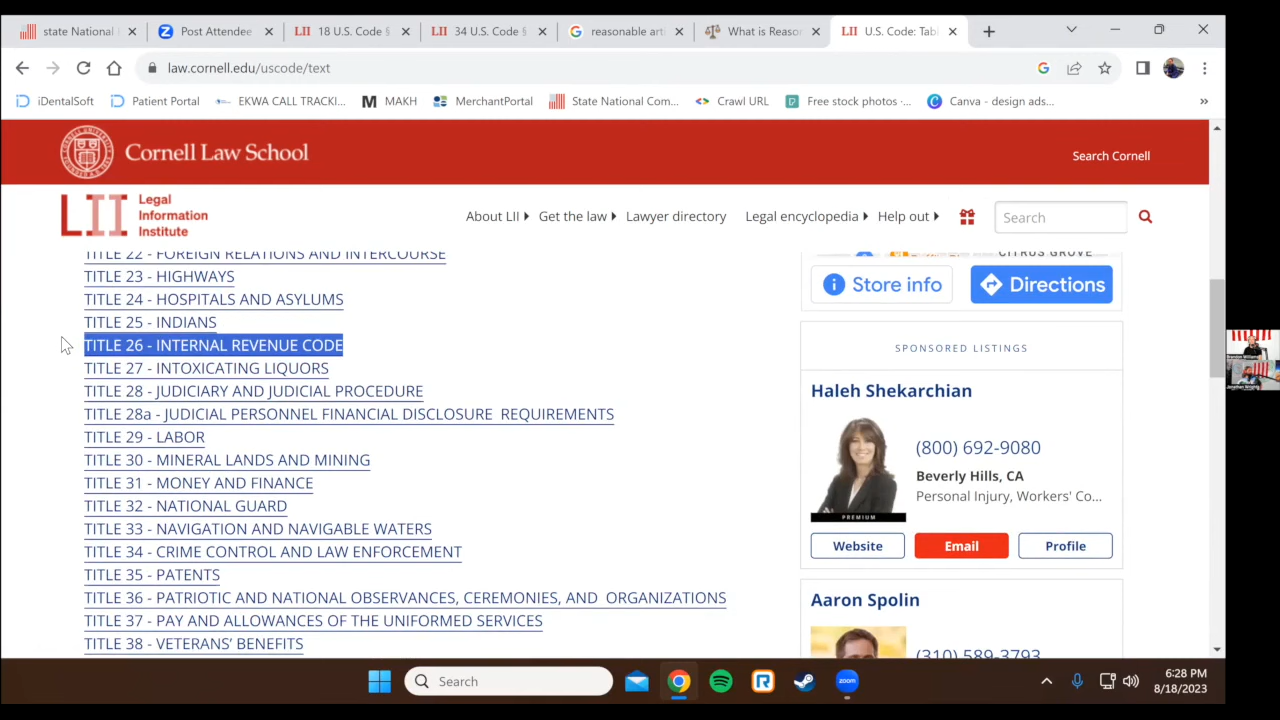 state National
Post Attendee
18 U.S. Code §
34 U.S. Code §
reasonable arti
What is Reason
U.S. Code: Tabl
law.cornell.edu/uscode/text
iDentalSoft
Patient Portal
EKWA CALL TRACKI...
MAKH
MerchantPortal
State National Com...
Crawl URL
Free stock photos ·...
Canva - design ads...
Cornell Law School
Search Cornell
LII Legal Information Institute
About LII
Get the law
Lawyer directory
Legal encyclopedia
Help out
Search
TITLE 22 - FOREIGN RELATIONS AND INTERCOURSE
TITLE 23 - HIGHWAYS
TITLE 24 - HOSPITALS AND ASYLUMS
TITLE 25 - INDIANS
TITLE 26 - INTERNAL REVENUE CODE
TITLE 27 - INTOXICATING LIQUORS
TITLE 28 - JUDICIARY AND JUDICIAL PROCEDURE
TITLE 28a - JUDICIAL PERSONNEL FINANCIAL DISCLOSURE REQUIREMENTS
TITLE 29 - LABOR
TITLE 30 - MINERAL LANDS AND MINING
TITLE 31 - MONEY AND FINANCE
TITLE 32 - NATIONAL GUARD
TITLE 33 - NAVIGATION AND NAVIGABLE WATERS
TITLE 34 - CRIME CONTROL AND LAW ENFORCEMENT
TITLE 35 - PATENTS
TITLE 36 - PATRIOTIC AND NATIONAL OBSERVANCES, CEREMONIES, AND ORGANIZATIONS
TITLE 37 - PAY AND ALLOWANCES OF THE UNIFORMED SERVICES
TITLE 38 - VETERANS' BENEFITS
CITRUS GROVE
Store info
Directions
SPONSORED LISTINGS
Haleh Shekarchian
(800) 692-9080
Beverly Hills, CA
Personal Injury, Workers' Co...
PREMIUM
Website
Email
Profile
Aaron Spolin
(310) 589-3793
Search
zoom
6:28 PM
8/18/2023